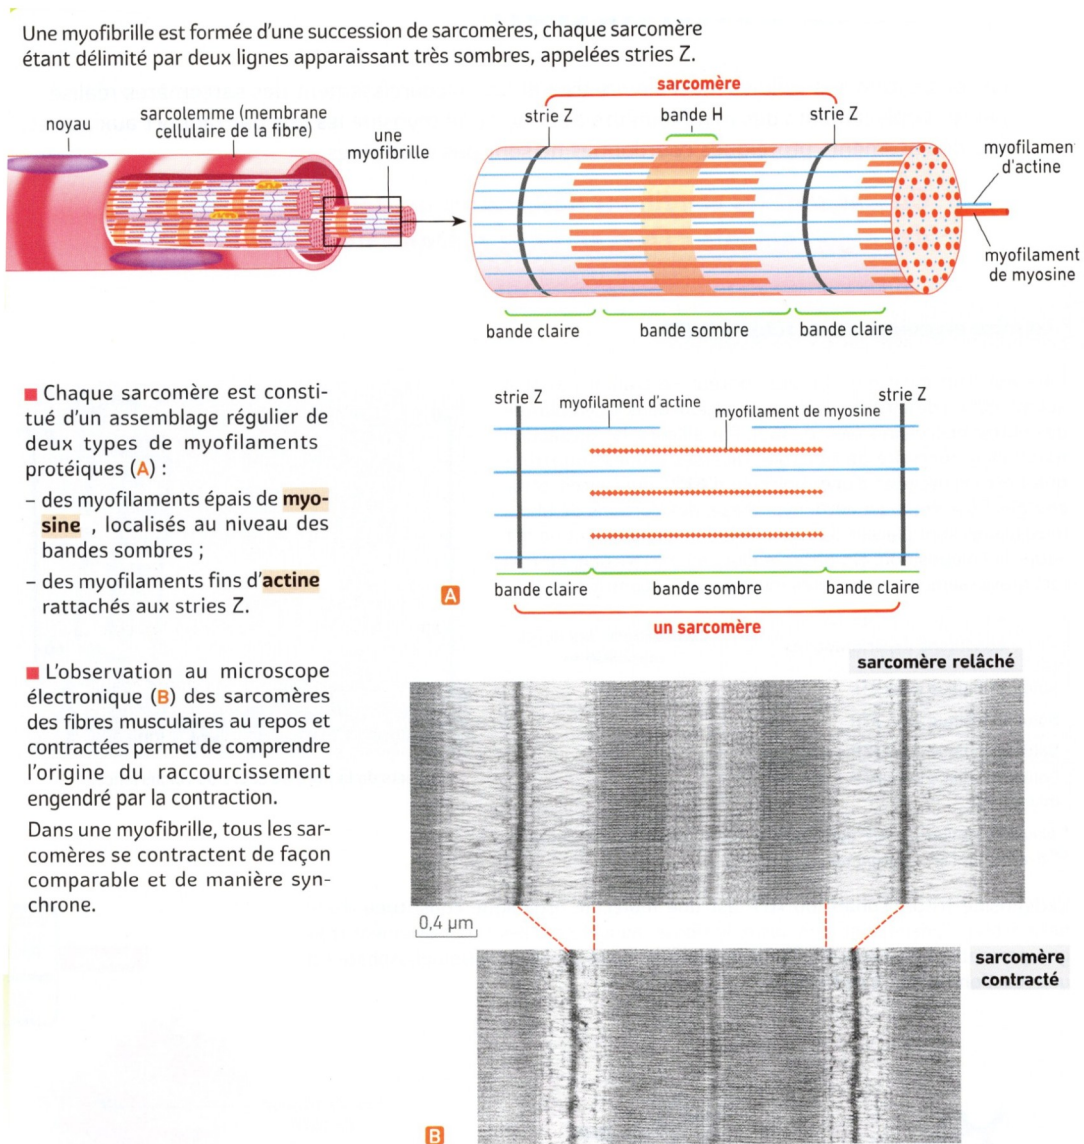 Une myofibrille est formée d'une succession de sarcomères, chaque sarcomère
étant délimité par deux lignes apparaissant très sombres, appelées stries Z.
sarcomère
noyau
sarcolemme (membrane
cellulaire de la fibre)
une
myofibrille
strie Z
bande H
strie Z
myofilamen
d'actine
myofilament
de myosine
bande claire
bande sombre
bande claire
■ Chaque sarcomère est consti-
tué d'un assemblage régulier de
deux types de myofilaments
protéiques (A) :
– des myofilaments épais de myo-
sine , localisés au niveau des
bandes sombres ;
– des myofilaments fins d'actine
rattachés aux stries Z.
strie Z
myofilament d'actine
myofilament de myosine
strie Z
A
bande claire
bande sombre
bande claire
un sarcomère
■ L'observation au microscope
électronique (B) des sarcomères
des fibres musculaires au repos et
contractées permet de comprendre
l'origine du raccourcissement
engendré par la contraction.
Dans une myofibrille, tous les sar-
comères se contractent de façon
comparable et de manière syn-
chrone.
sarcomère relâché
0,4 µm
sarcomère
contracté
B